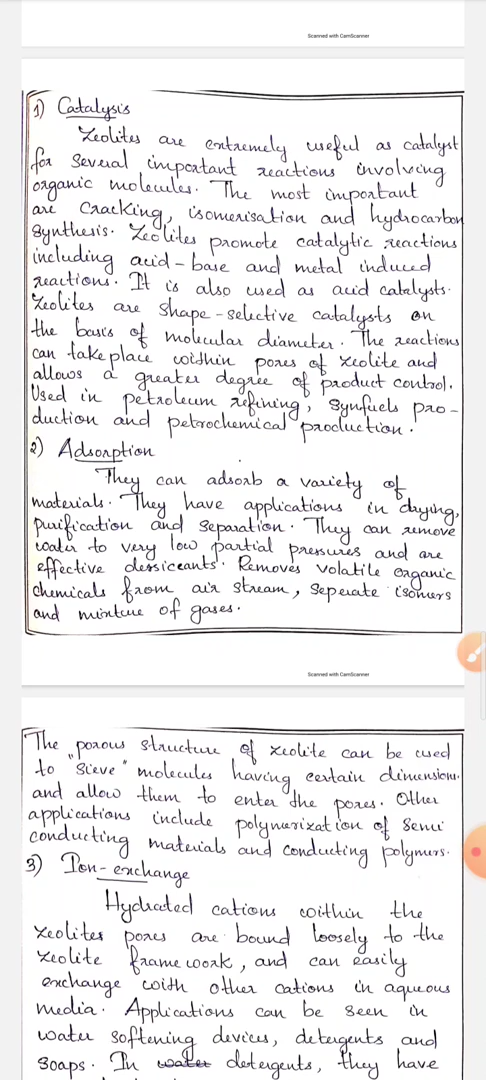 Scanned with CamScanner
1) Catalysis
Zeolites are extremely useful as catalyst
for several important reactions involving
organic molecules. The most important
are cracking, isomerisation and hydrocarbon
synthesis. Zeolites promote catalytic reactions
including acid-base and metal induced
reactions. It is also used as acid catalysts.
Zeolites are shape-selective catalysts on
the basis of molecular diameter. The reactions
can take place within pores of zeolite and
allows a greater degree of product control.
Used in petroleum refining, synfuels pro-
duction and petrochemical production.
2) Adsorption
They can adsorb a variety of
materials. They have applications in drying,
purification and separation. They can remove
water to very low partial pressures and are
effective dessiccants. Removes volatile organic
chemicals from air stream, seperate isomers
and mixture of gases.
Scanned with CamScanner
The porous structure of zeolite can be used
to "sieve" molecules having certain dimensions
and allow them to enter the pores. Other
applications include polymerization of semi
conducting materials and conducting polymers.
3) Ion-exchange
Hydrated cations within the
zeolites pores are bound loosely to the
zeolite frame work, and can easily
exchange with other cations in aqueous
media. Applications can be seen in
water softening devices, detergents and
soaps. In water detergents, they have